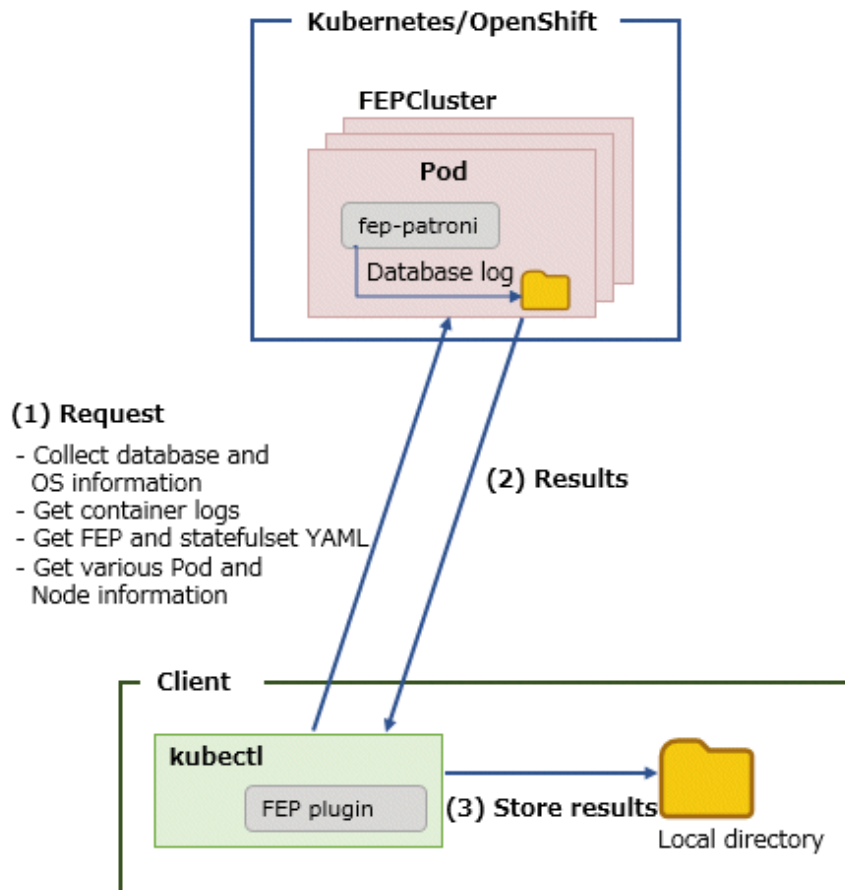 Kubernetes/OpenShift
FEPCluster
Pod
fep-patroni
Database log
(1) Request
- Collect database and
OS information
- Get container logs
- Get FEP and statefulset YAML
- Get various Pod and
Node information
(2) Results
Client
kubectl
FEP plugin
(3) Store results
Local directory